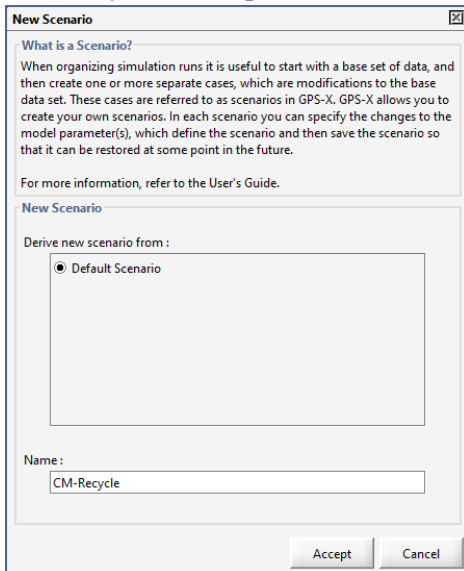 New Scenario
What is a Scenario?
When organizing simulation runs it is useful to start with a base set of data, and
then create one or more separate cases, which are modifications to the base
data set. These cases are referred to as scenarios in GPS-X. GPS-X allows you to
create your own scenarios. In each scenario you can specify the changes to the
model parameter(s), which define the scenario and then save the scenario so
that it can be restored at some point in the future.
For more information, refer to the User's Guide.
New Scenario
Derive new scenario from :
Default Scenario
Name :
CM-Recycle
Accept Cancel